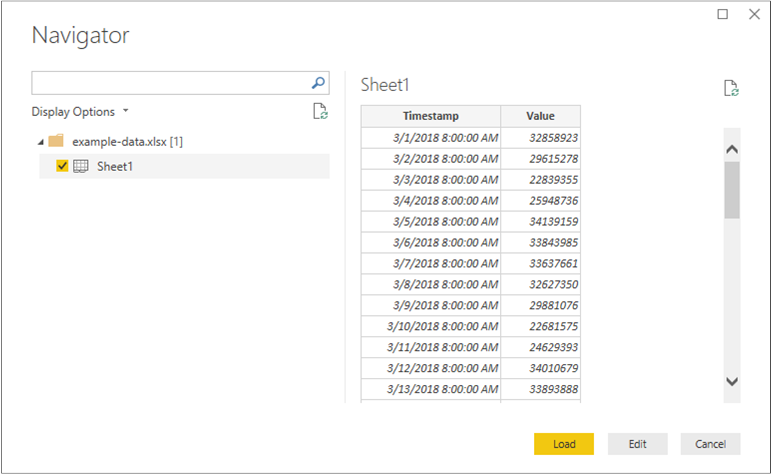 Navigator
Display Options
example-data.xlsx [1]
Sheet1
Sheet1
Timestamp Value
3/1/2018 8:00:00 AM 32858923
3/2/2018 8:00:00 AM 29615278
3/3/2018 8:00:00 AM 22839355
3/4/2018 8:00:00 AM 25948736
3/5/2018 8:00:00 AM 34139159
3/6/2018 8:00:00 AM 33843985
3/7/2018 8:00:00 AM 33637661
3/8/2018 8:00:00 AM 32627350
3/9/2018 8:00:00 AM 29881076
3/10/2018 8:00:00 AM 22681575
3/11/2018 8:00:00 AM 24629393
3/12/2018 8:00:00 AM 34010679
3/13/2018 8:00:00 AM 33893888
Load Edit Cancel